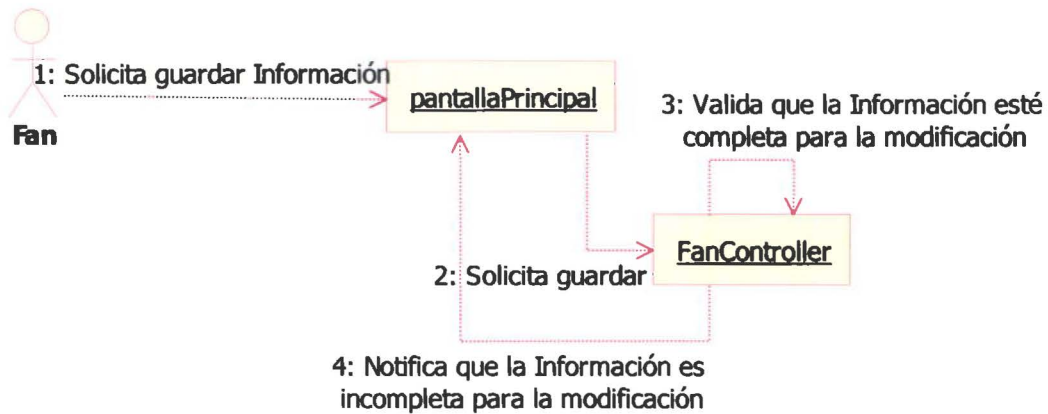 1: Solicita guardar Información
Fan
pantallaPrincipal
3: Valida que la Información esté
completa para la modificación
FanController
2: Solicita guardar
4: Notifica que la Información es
incompleta para la modificación